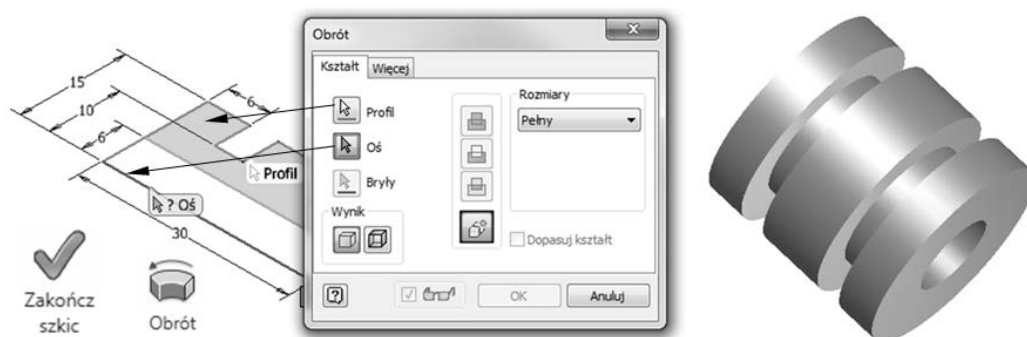 15
10
6
6
30
Profil
? Oś
Zakończ
szkic
Obrót
Obrót
Kształt
Więcej
Profil
Oś
Bryły
Wynik
Rozmiary
Pełny
Dopasuj kształt
OK
Anuluj